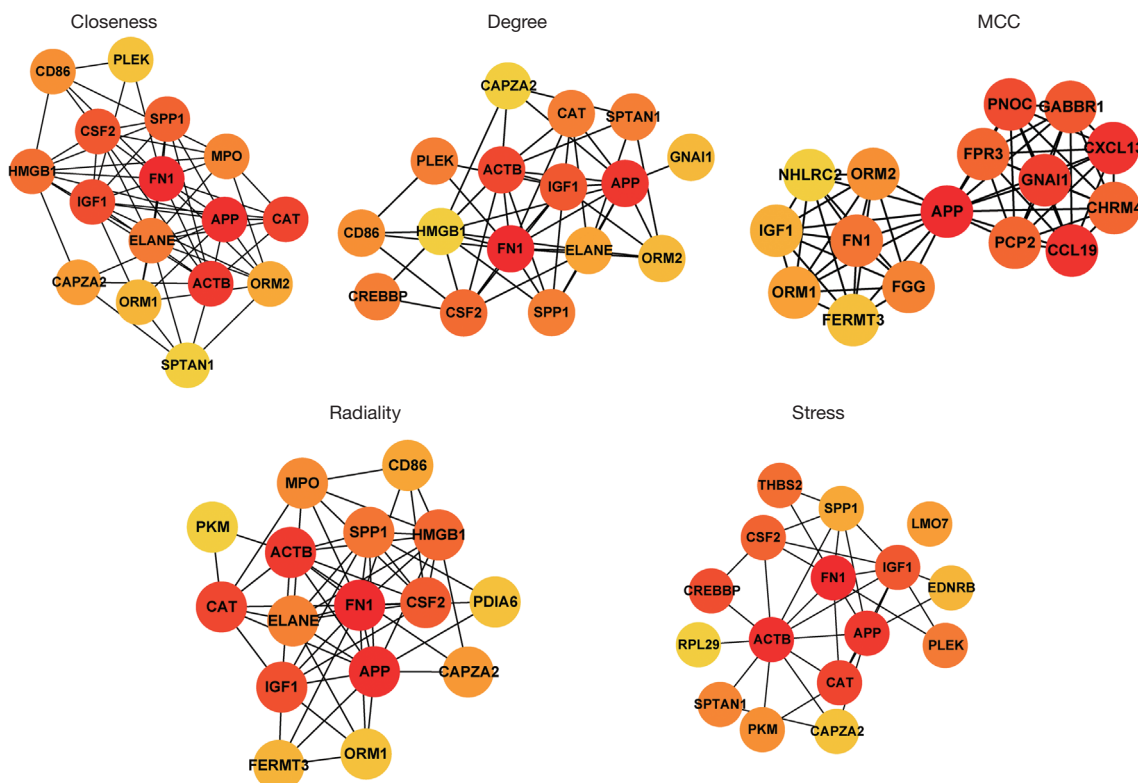 Closeness
PLEK
CD86
SPP1
CSF2
MPO
HMGB1
FN1
IGF1
APP
CAT
ELANE
CAPZA2
ACTB
ORM2
ORM1
SPTAN1
Degree
CAPZA2
CAT
SPTAN1
GNAI1
PLEK
ACTB
IGF1
APP
CD86
HMGB1
FN1
ELANE
ORM2
CREBBP
CSF2
SPP1
MCC
PNOC
GABBR1
CXCL13
FPR3
NHLRC2
ORM2
GNAI1
CHRM4
APP
IGF1
FN1
PCP2
CCL19
ORM1
FGG
FERMT3
Radiality
CD86
MPO
PKM
SPP1
HMGB1
ACTB
PDIA6
CAT
FN1
CSF2
ELANE
APP
CAPZA2
IGF1
ORM1
FERMT3
Stress
THBS2
SPP1
LMO7
CSF2
FN1
IGF1
CREBBP
EDNRB
RPL29
ACTB
APP
PLEK
CAT
SPTAN1
PKM
CAPZA2